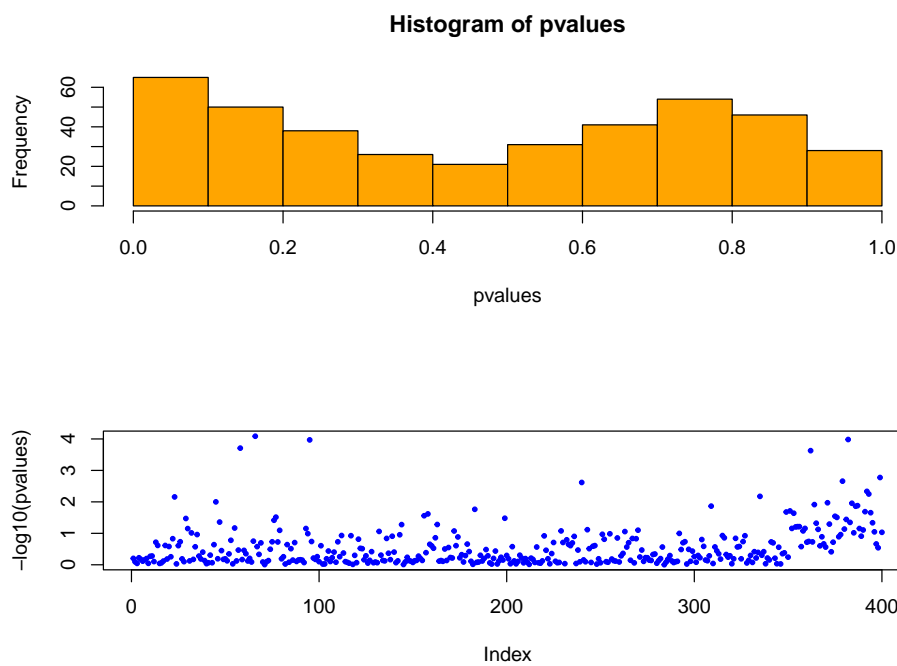 Histogram of pvalues
Frequency
60
40
20
0
0.0 0.2 0.4 0.6 0.8 1.0
pvalues
−log10(pvalues)
4
3
2
1
0
0 100 200 300 400
Index